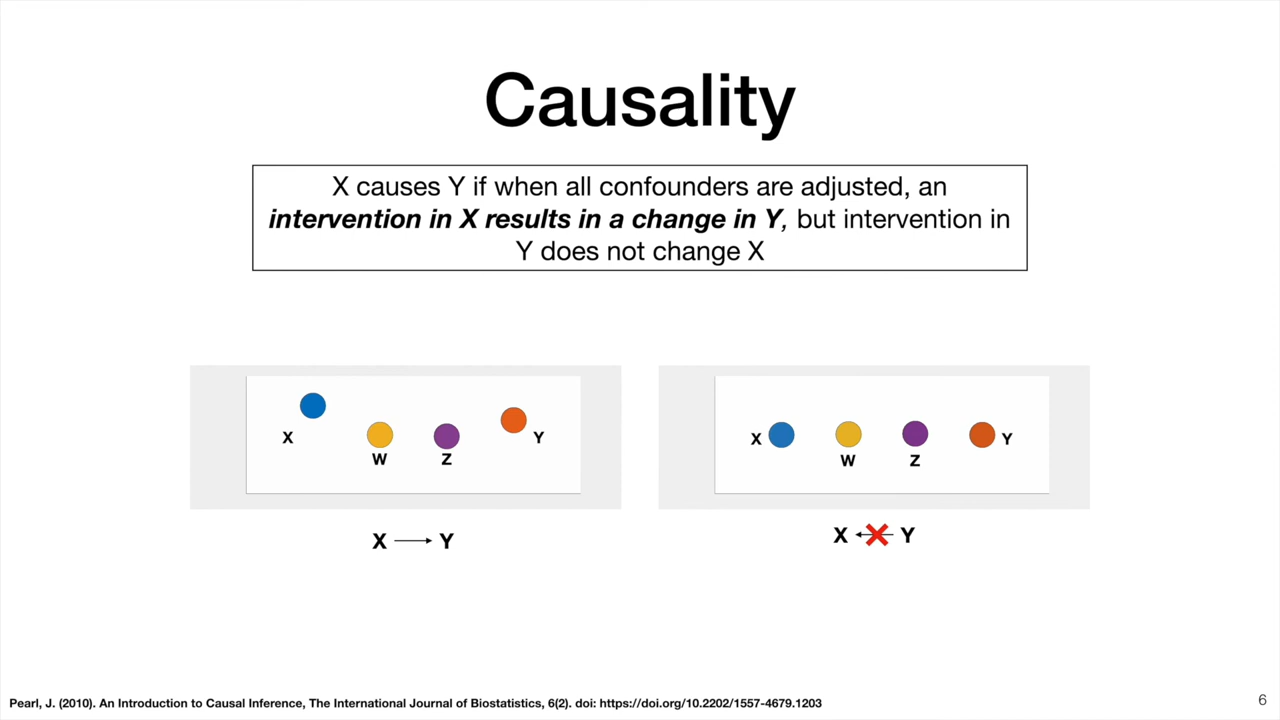 Causality
X causes Y if when all confounders are adjusted, an
intervention in X results in a change in Y, but intervention in
Y does not change X
X
W
Z
Y
X
W
Z
Y
X → Y
X ← Y
Pearl, J. (2010). An Introduction to Causal Inference, The International Journal of Biostatistics, 6(2). doi: https://doi.org/10.2202/1557-4679.1203
6